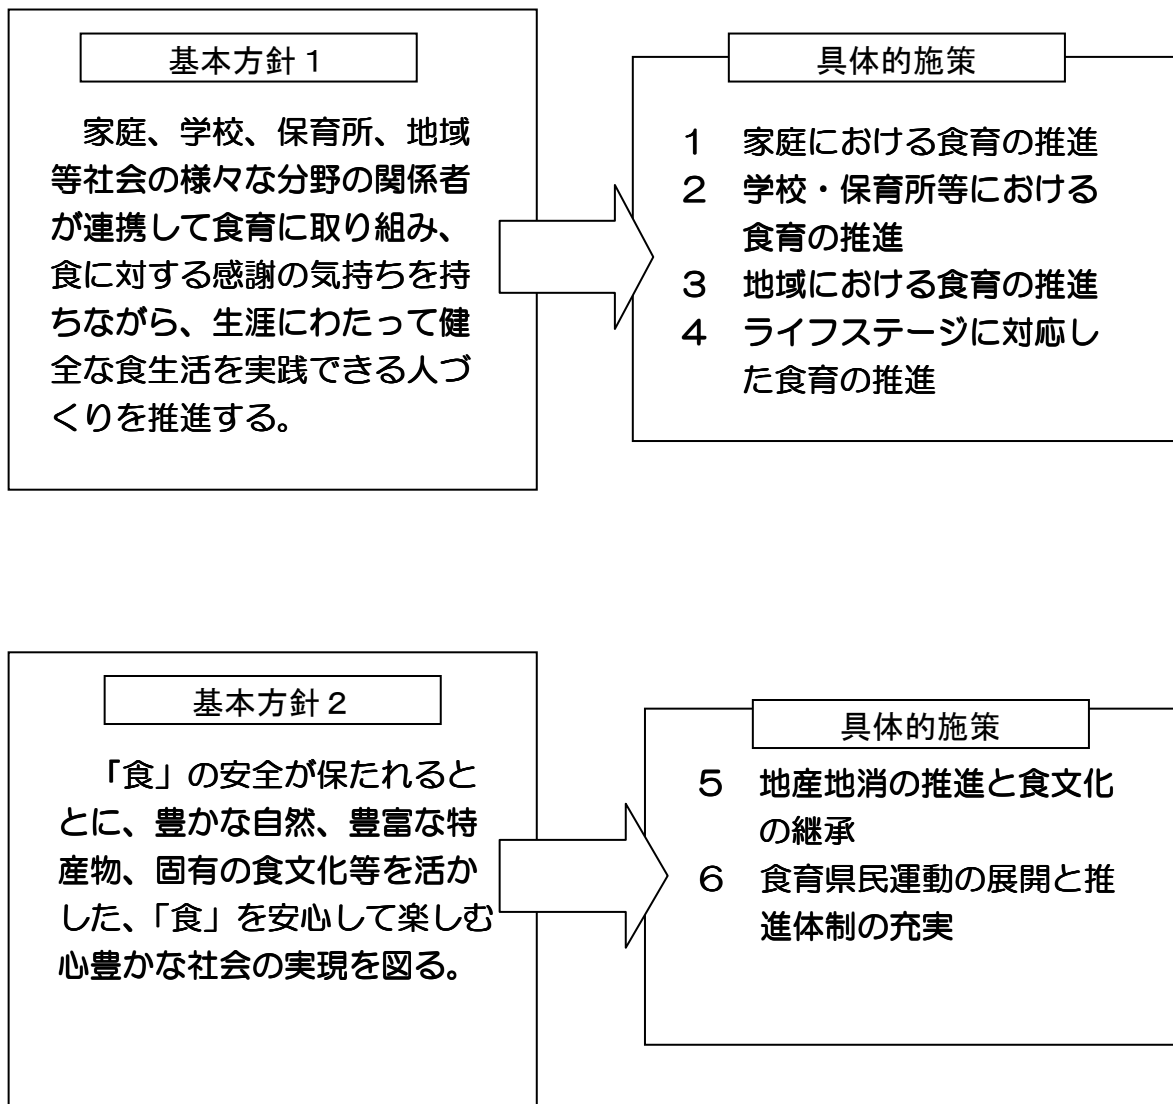 基本方針１
家庭、学校、保育所、地域
等社会の様々な分野の関係者
が連携して食育に取り組み、
食に対する感謝の気持ちを持
ちながら、生涯にわたって健
全な食生活を実践できる人づ
くりを推進する。
具体的施策
１　家庭における食育の推進
２　学校・保育所等における
食育の推進
３　地域における食育の推進
４　ライフステージに対応し
た食育の推進
基本方針２
「食」の安全が保たれるとと
とに、豊かな自然、豊富な特
産物、固有の食文化等を活か
した、「食」を安心して楽しむ
心豊かな社会の実現を図る。
具体的施策
５　地産地消の推進と食文化
の継承
６　食育県民運動の展開と推
進体制の充実